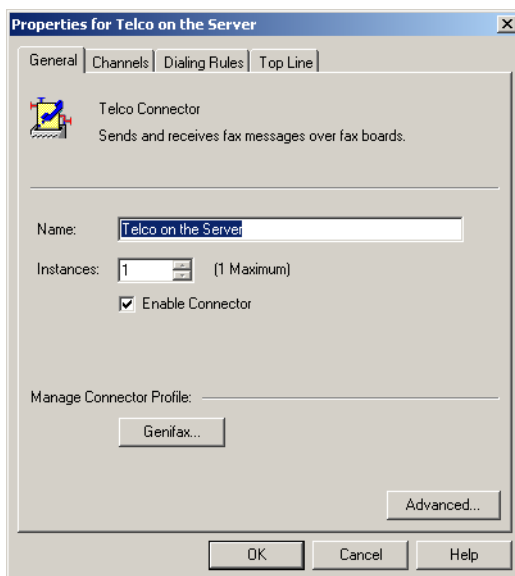 Properties for Telco on the Server
General Channels Dialing Rules Top Line
Telco Connector
Sends and receives fax messages over fax boards.
Name: Telco on the Server
Instances: 1 (1 Maximum)
Enable Connector
Manage Connector Profile:
Genifax...
Advanced...
OK Cancel Help